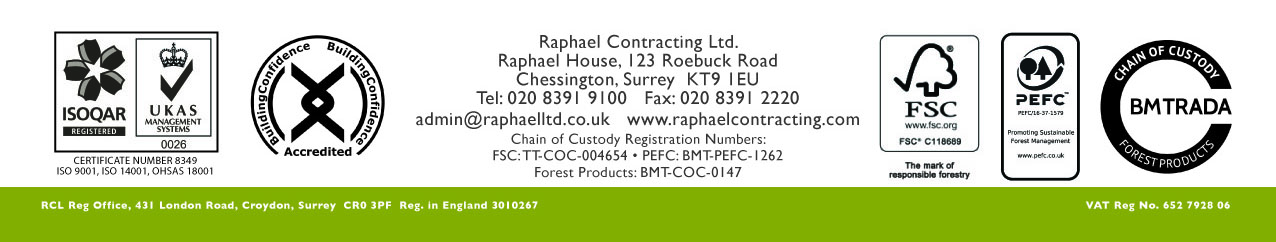 ISOQAR
REGISTERED
UKAS
MANAGEMENT
SYSTEMS
0026
CERTIFICATE NUMBER 8349
ISO 9001, ISO 14001, OHSAS 18001
BuildingConfidence
BuildingConfidence
Accredited
Raphael Contracting Ltd.
Raphael House, 123 Roebuck Road
Chessington, Surrey KT9 1EU
Tel: 020 8391 9100 Fax: 020 8391 2220
admin@raphaelltd.co.uk www.raphaelcontracting.com
Chain of Custody Registration Numbers:
FSC: TT-COC-004654 • PEFC: BMT-PEFC-1262
Forest Products: BMT-COC-0147
®
FSC
www.fsc.org
FSC® C118689
The mark of
responsible forestry
PEFC™
PEFC/16-37-1579
Promoting Sustainable
Forest Management
www.pefc.co.uk
CHAIN OF CUSTODY
BMTRADA
FOREST PRODUCTS
RCL Reg Office, 431 London Road, Croydon, Surrey CR0 3PF Reg. in England 3010267
VAT Reg No. 652 7928 06